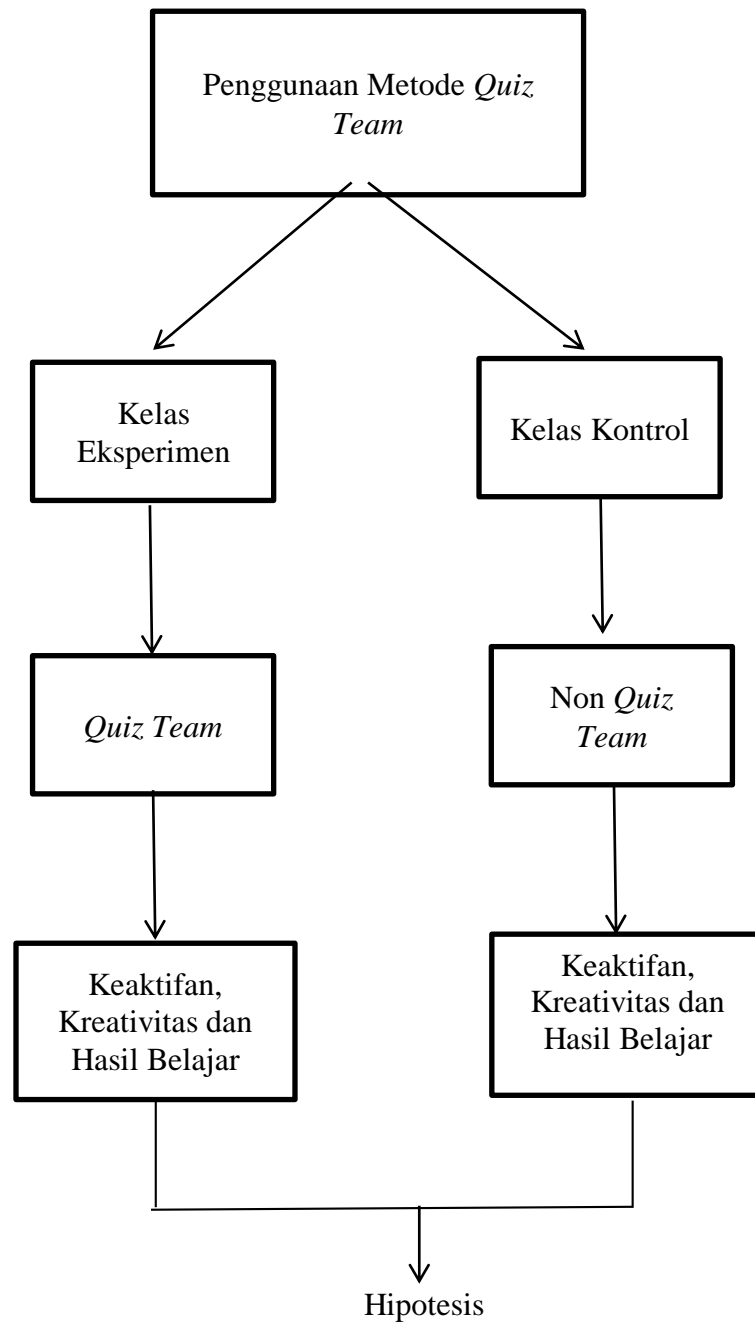 Penggunaan Metode Quiz
Team
Kelas
Eksperimen
Kelas Kontrol
Quiz Team
Non Quiz
Team
Keaktifan,
Kreativitas dan
Hasil Belajar
Keaktifan,
Kreativitas dan
Hasil Belajar
Hipotesis